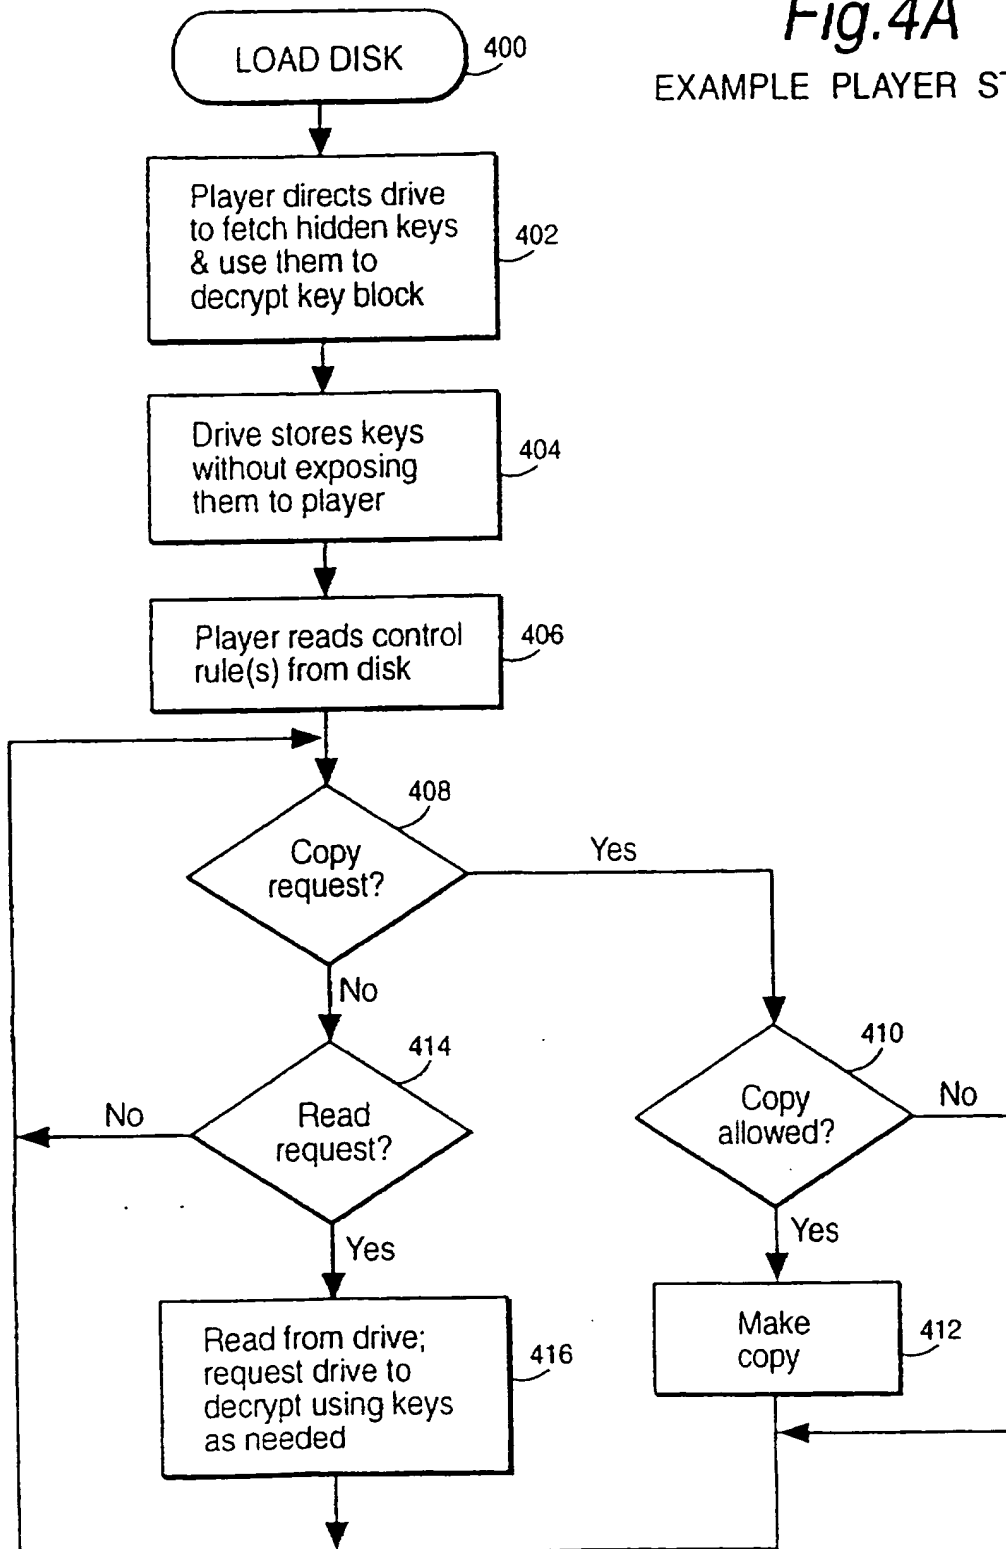 Fig.4A
EXAMPLE PLAYER
LOAD DISK
400
Player directs drive
to fetch hidden keys
& use them to
decrypt key block
402
Drive stores keys
without exposing
them to player
404
Player reads control
rule(s) from disk
406
408
Copy
request?
Yes
No
414
Read
request?
No
Yes
410
Copy
allowed?
No
Yes
Read from drive;
request drive to
decrypt using keys
as needed
416
Make
copy
412